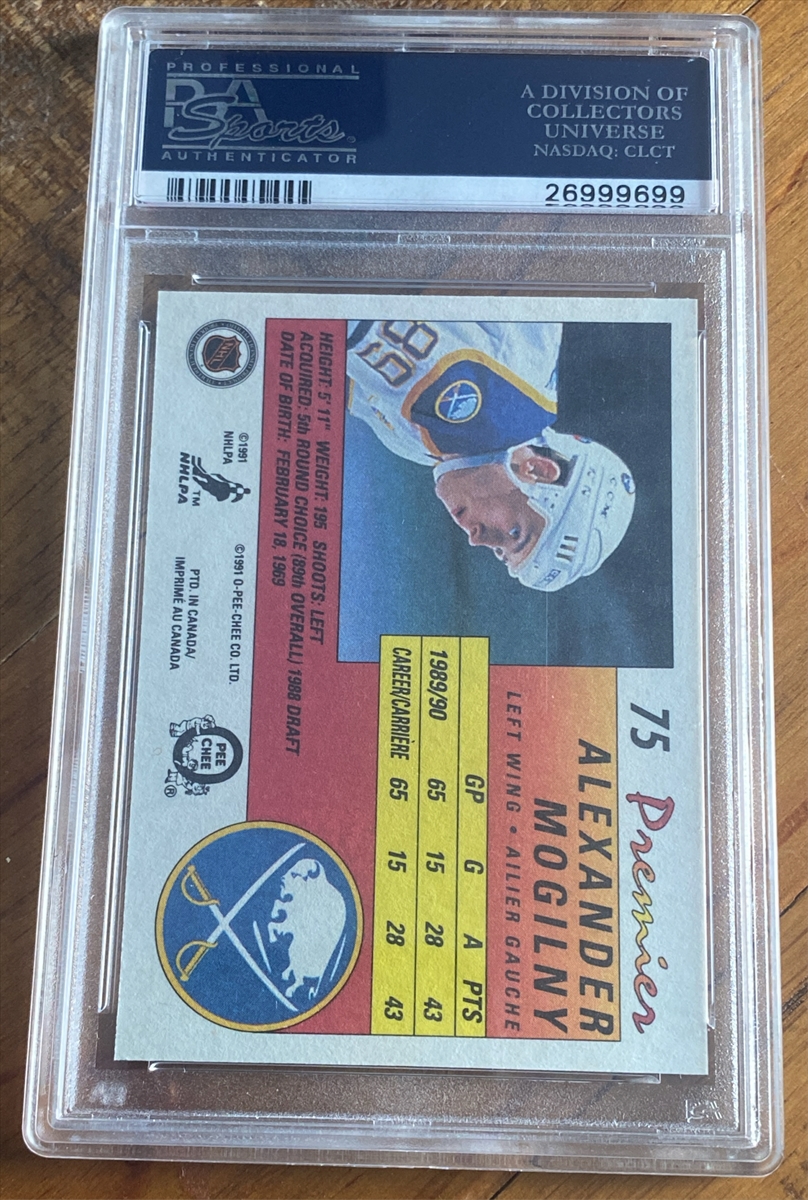 PROFESSIONAL
PSA
Sports
AUTHENTICATOR
A DIVISION OF
COLLECTORS
UNIVERSE
NASDAQ: CLCT
26999699
75 Premier
ALEXANDER
MOGILNY
LEFT WING • AILIER GAUCHE
GP G A PTS
1989/90 65 15 28 43
CAREER/CARRIÈRE 65 15 28 43
89
CCM
HEIGHT: 5' 11" WEIGHT: 195 SHOOTS: LEFT
ACQUIRED: 5th ROUND CHOICE (89th OVERALL) 1988 DRAFT
DATE OF BIRTH: FEBRUARY 18, 1969
NHL
©1991
NHLPA
™
NHLPA
©1991 O-PEE-CHEE CO. LTD.
PTD. IN CANADA/
IMPRIMÉ AU CANADA
O
PEE
CHEE
®